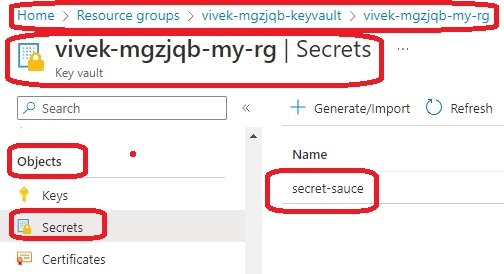 Home > Resource groups > vivek-mgzjqb-keyvault > vivek-mgzjqb-my-rg
vivek-mgzjqb-my-rg | Secrets ...
Key vault
Search «
Generate/Import Refresh
Objects
Keys
Secrets
Certificates
Name
secret-sauce